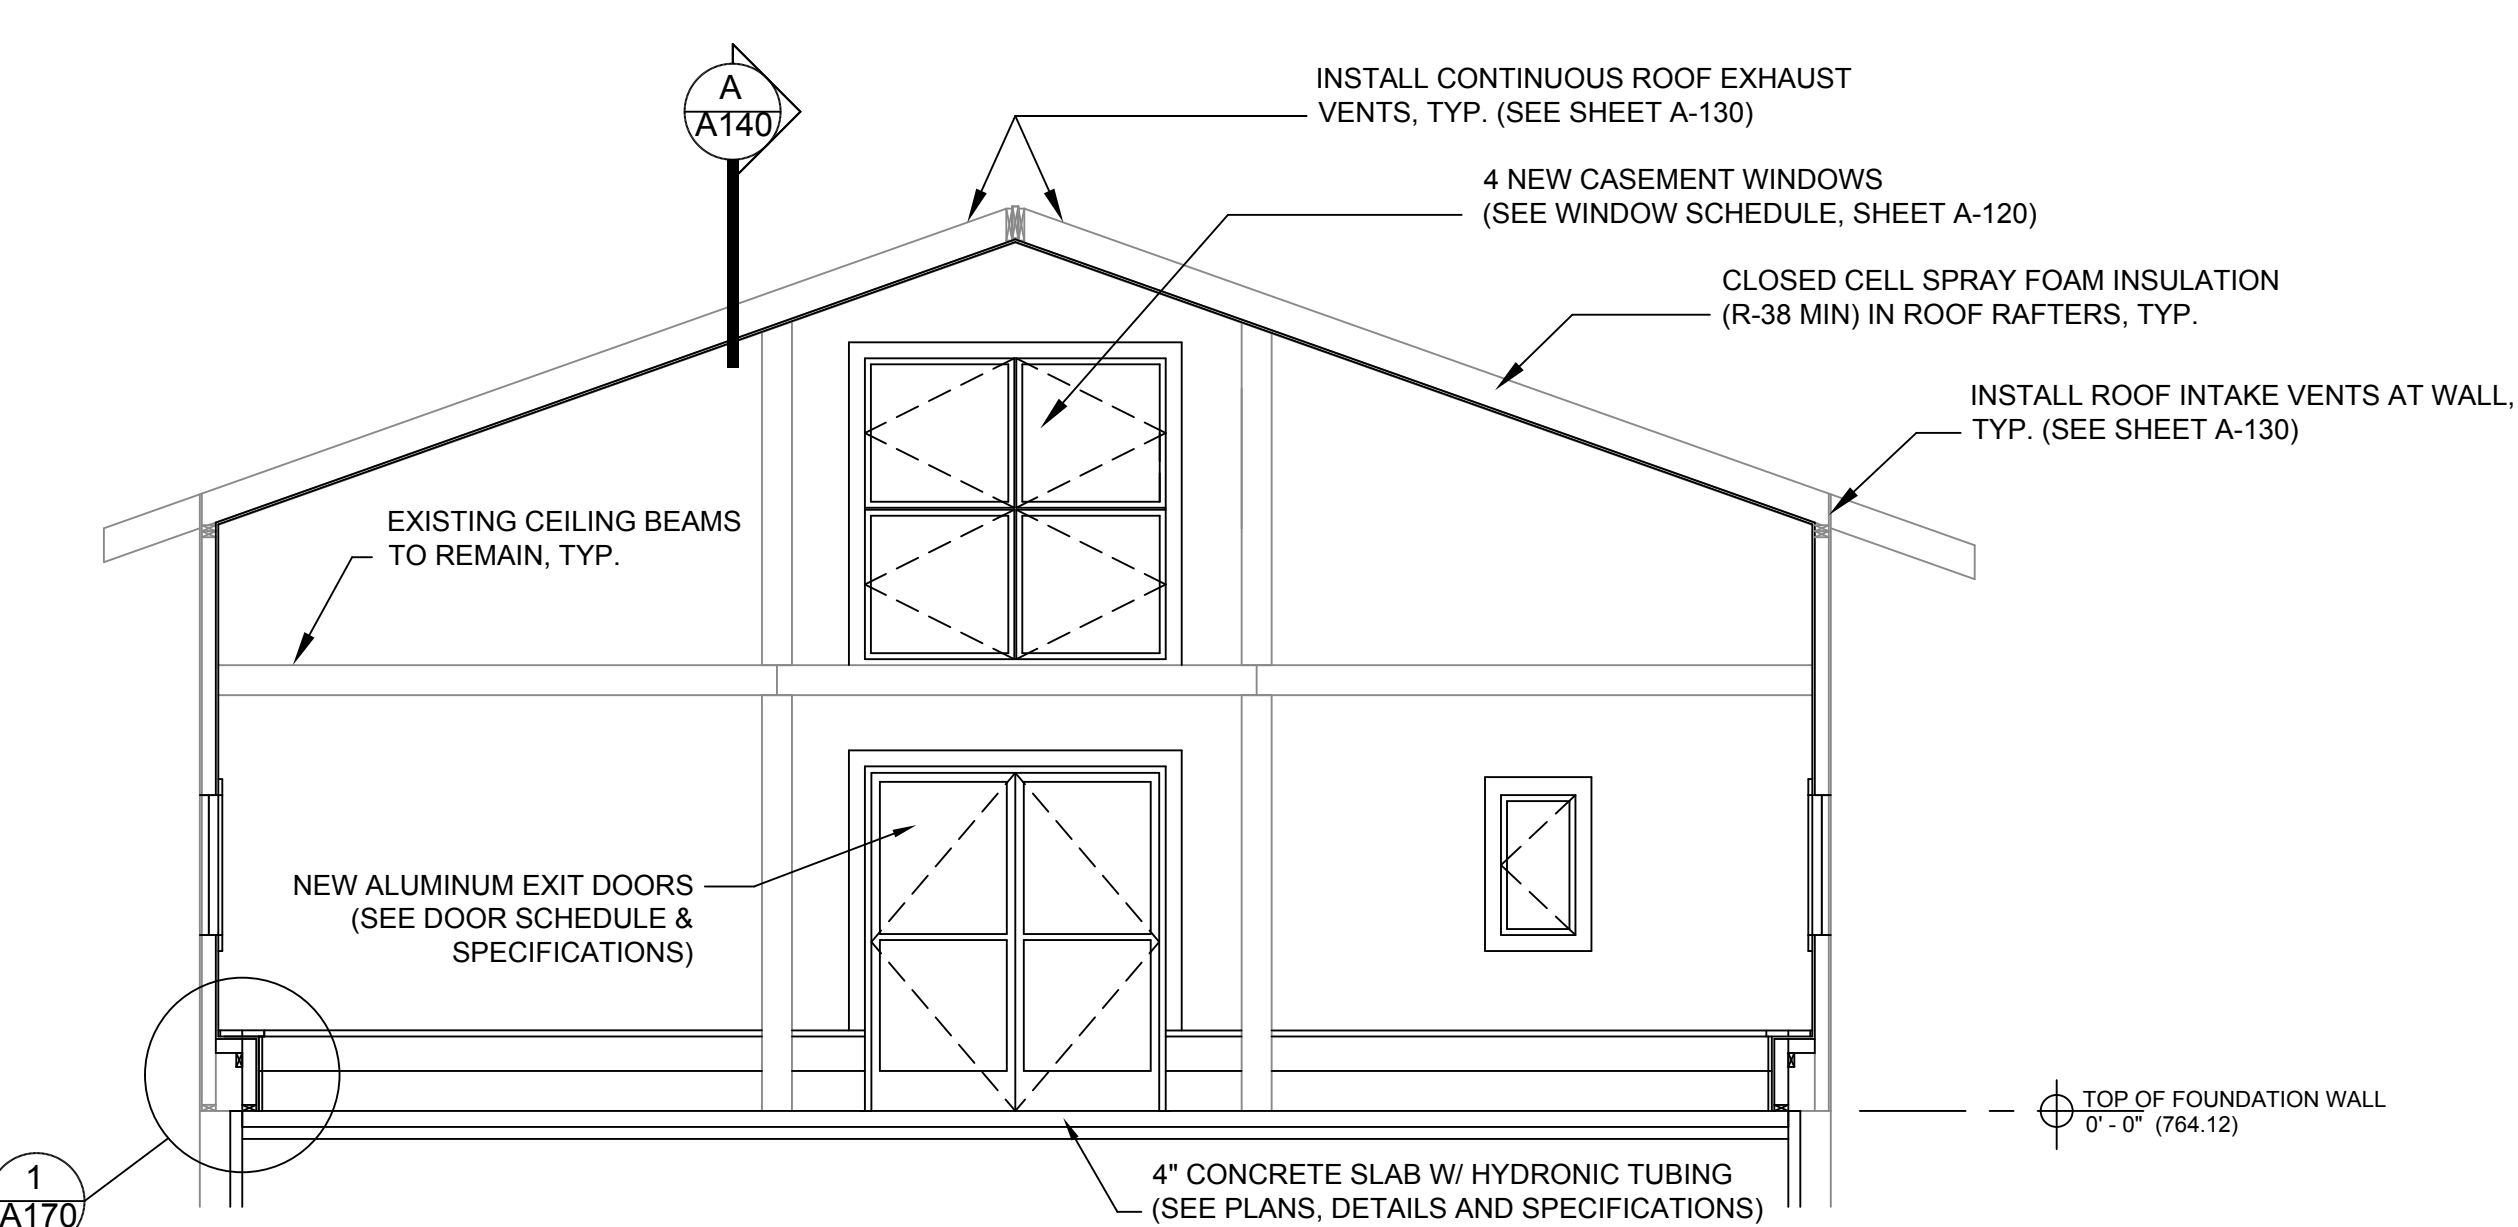 A
A140
INSTALL CONTINUOUS ROOF EXHAUST
VENTS, TYP. (SEE SHEET A-130)
4 NEW CASEMENT WINDOWS
(SEE WINDOW SCHEDULE, SHEET A-120)
CLOSED CELL SPRAY FOAM INSULATION
(R-38 MIN) IN ROOF RAFTERS, TYP.
INSTALL ROOF INTAKE VENTS AT WALL,
TYP. (SEE SHEET A-130)
EXISTING CEILING BEAMS
TO REMAIN, TYP.
NEW ALUMINUM EXIT DOORS
(SEE DOOR SCHEDULE &
SPECIFICATIONS)
TOP OF FOUNDATION WALL
0' - 0" (764.12)
1
A170
4" CONCRETE SLAB W/ HYDRONIC TUBING
(SEE PLANS, DETAILS AND SPECIFICATIONS)